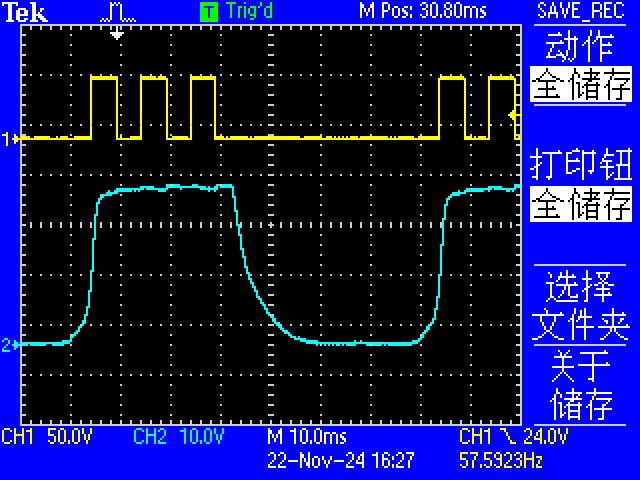 Tek T Trig'd M Pos: 30.80ms SAVE_REC
动作
全储存
打印钮
全储存
选择
文件夹
关于
储存
1
2
CH1 50.0V CH2 10.0V M 10.0ms CH1 24.0V
22-Nov-24 16:27 57.5923Hz